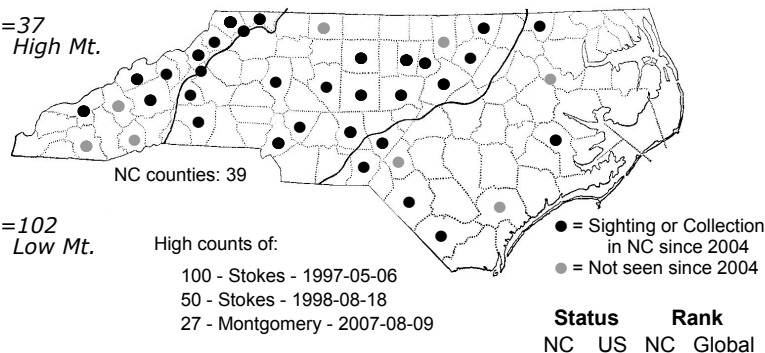 =37
High Mt.
NC counties: 39
=102
Low Mt.
High counts of:
100 - Stokes - 1997-05-06
50 - Stokes - 1998-08-18
27 - Montgomery - 2007-08-09
= Sighting or Collection
in NC since 2004
= Not seen since 2004
Status Rank
NC US NC Global